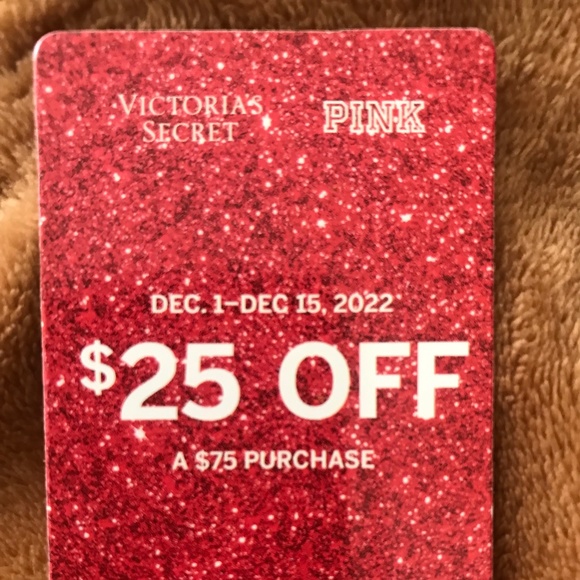 VICTORIA'S
SECRET
PINK
DEC. 1–DEC 15, 2022
$25 OFF
A $75 PURCHASE